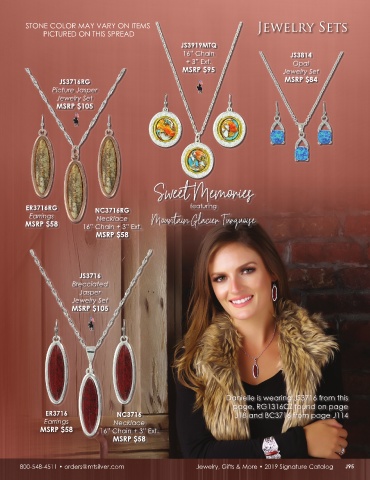 STONE COLOR MAY VARY ON ITEMS
PICTURED ON THIS SPREAD
JEWELRY SETS
JS3919MTQ
16" Chain
+ 3" Ext.
MSRP $95
JS3814
Opal
Jewelry Set
MSRP $84
JS3716RG
Picture Jasper
Jewelry Set
MSRP $105
ER3716RG
Earrings
MSRP $58
NC3716RG
Necklace
16" Chain + 3" Ext.
MSRP $58
Sweet Memories
featuring
Mountain Glacier Turquoise
JS3716
Brecciated
Jasper
Jewelry Set
MSRP $105
ER3716
Earrings
MSRP $58
NC3716
Necklace
16" Chain + 3" Ext.
MSRP $58
Danielle is wearing JS3716 from this
page, RG1316CZ found on page
J18 and BC3716 from page J114
800-548-4511 • orders@mtsilver.com
Jewelry, Gifts & More • 2019 Signature Catalog J95